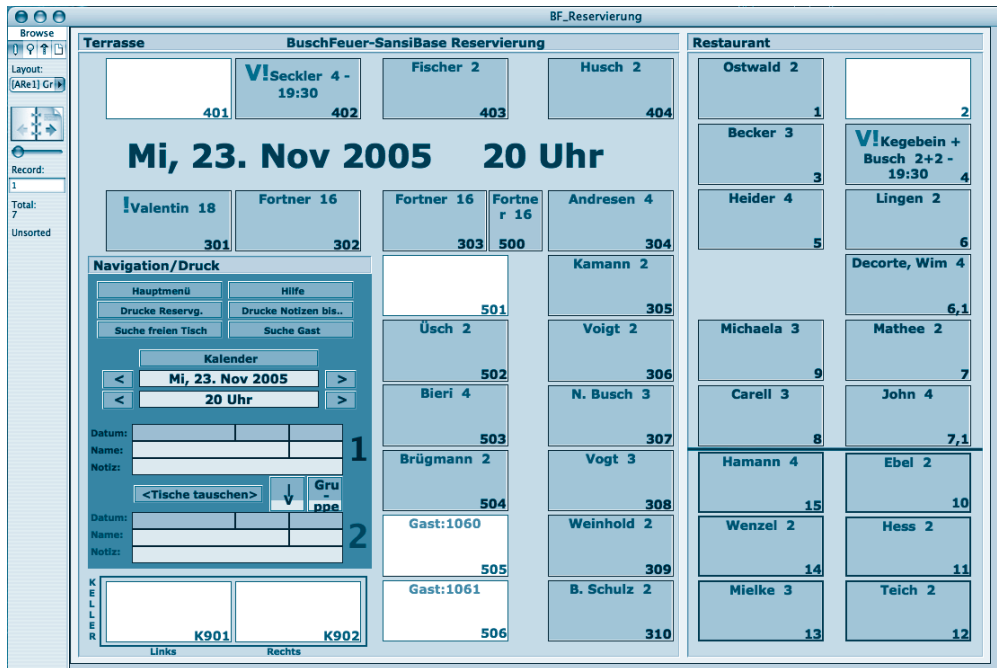 BF_Reservierung
Browse
Layout:
[ARe1] Gr
Record:
1
Total:
7
Unsorted
Terrasse
BuschFeuer-SansiBase Reservierung
401
V!Seckler 4 -
19:30
402
Fischer 2
403
Husch 2
404
Mi, 23. Nov 2005 20 Uhr
!Valentin 18
301
Fortner 16
302
Fortner 16
303
Fortne
r 16
500
Andresen 4
304
Navigation/Druck
Hauptmenü
Hilfe
Drucke Reservg.
Drucke Notizen bis..
Suche freien Tisch
Suche Gast
Kalender
<
Mi, 23. Nov 2005
>
<
20 Uhr
>
Datum:
Name:
Notiz:
1
<Tische tauschen>
↓
V
Gru
-
ppe
Datum:
Name:
Notiz:
2
KELLER
K901
K902
Links
Rechts
501
Kamann 2
305
Üsch 2
502
Voigt 2
306
Bieri 4
503
N. Busch 3
307
Brügmann 2
504
Vogt 3
308
Gast:1060
505
Weinhold 2
309
Gast:1061
506
B. Schulz 2
310
Restaurant
Ostwald 2
1
2
Becker 3
3
V!Kegebein +
Busch 2+2 -
19:30
4
Heider 4
5
Lingen 2
6
Decorte, Wim 4
6,1
Michaela 3
9
Mathee 2
7
Carell 3
8
John 4
7,1
Hamann 4
15
Ebel 2
10
Wenzel 2
14
Hess 2
11
Mielke 3
13
Teich 2
12